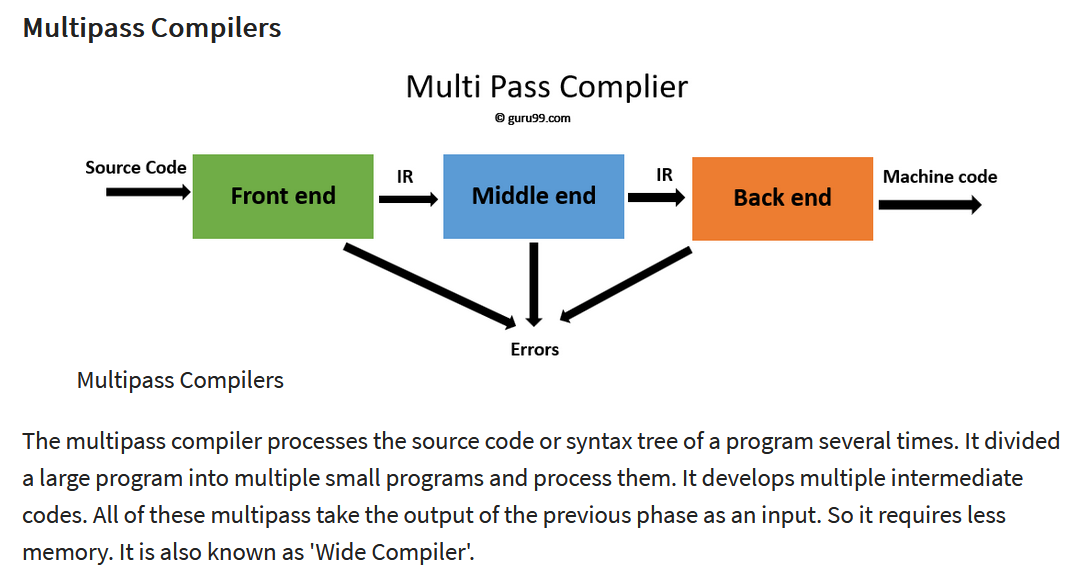 Multipass Compilers
Multi Pass Complier
© guru99.com
Source Code
Front end
IR
Middle end
IR
Back end
Machine code
Errors
Multipass Compilers
The multipass compiler processes the source code or syntax tree of a program several times. It divided
a large program into multiple small programs and process them. It develops multiple intermediate
codes. All of these multipass take the output of the previous phase as an input. So it requires less
memory. It is also known as 'Wide Compiler'.